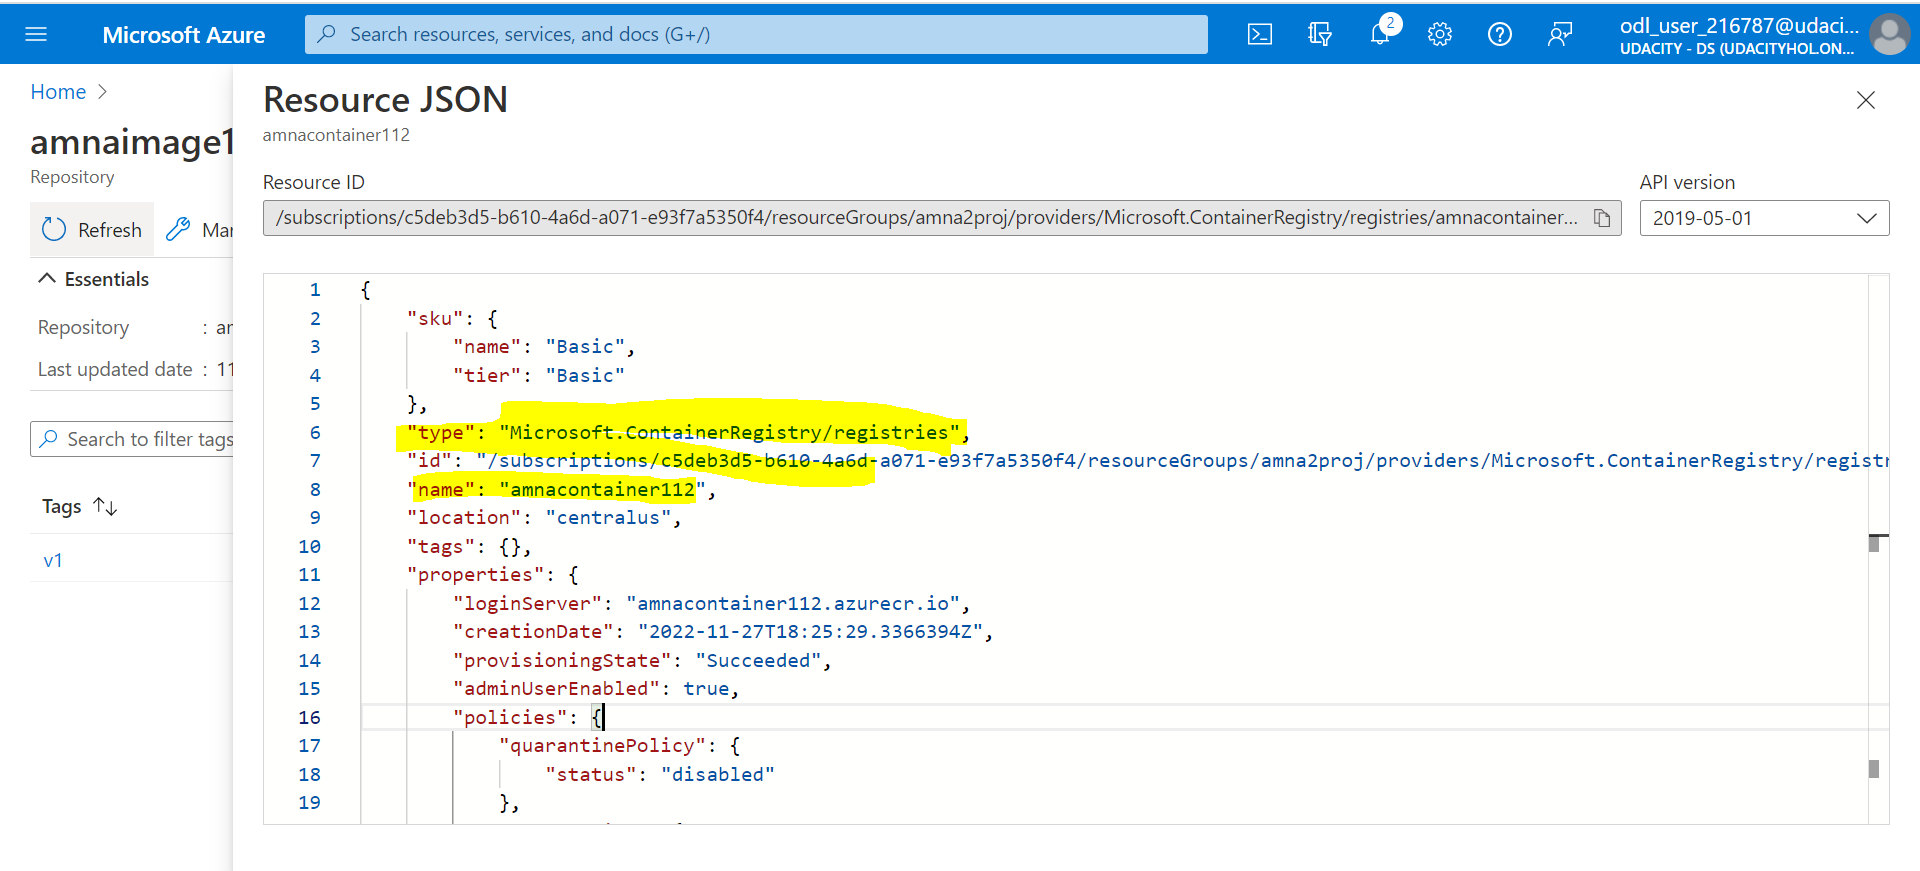 Microsoft Azure
Search resources, services, and docs (G+/)
2
odl_user_216787@udaci...
UDACITY - DS (UDACITYHOL.ON...
Home
amnaimage1
Repository
Refresh
Mar
Essentials
Repository : am
Last updated date : 11
Search to filter tags
Tags
v1
Resource JSON
amnacontainer112
Resource ID
/subscriptions/c5deb3d5-b610-4a6d-a071-e93f7a5350f4/resourceGroups/amna2proj/providers/Microsoft.ContainerRegistry/registries/amnacontainer...
API version
2019-05-01
1 {
2 "sku": {
3 "name": "Basic",
4 "tier": "Basic"
5 },
6 "type": "Microsoft.ContainerRegistry/registries",
7 "id": "/subscriptions/c5deb3d5-b610-4a6d-a071-e93f7a5350f4/resourceGroups/amna2proj/providers/Microsoft.ContainerRegistry/registr
8 "name": "amnacontainer112",
9 "location": "centralus",
10 "tags": {},
11 "properties": {
12 "loginServer": "amnacontainer112.azurecr.io",
13 "creationDate": "2022-11-27T18:25:29.3366394Z",
14 "provisioningState": "Succeeded",
15 "adminUserEnabled": true,
16 "policies": {
17 "quarantinePolicy": {
18 "status": "disabled"
19 },